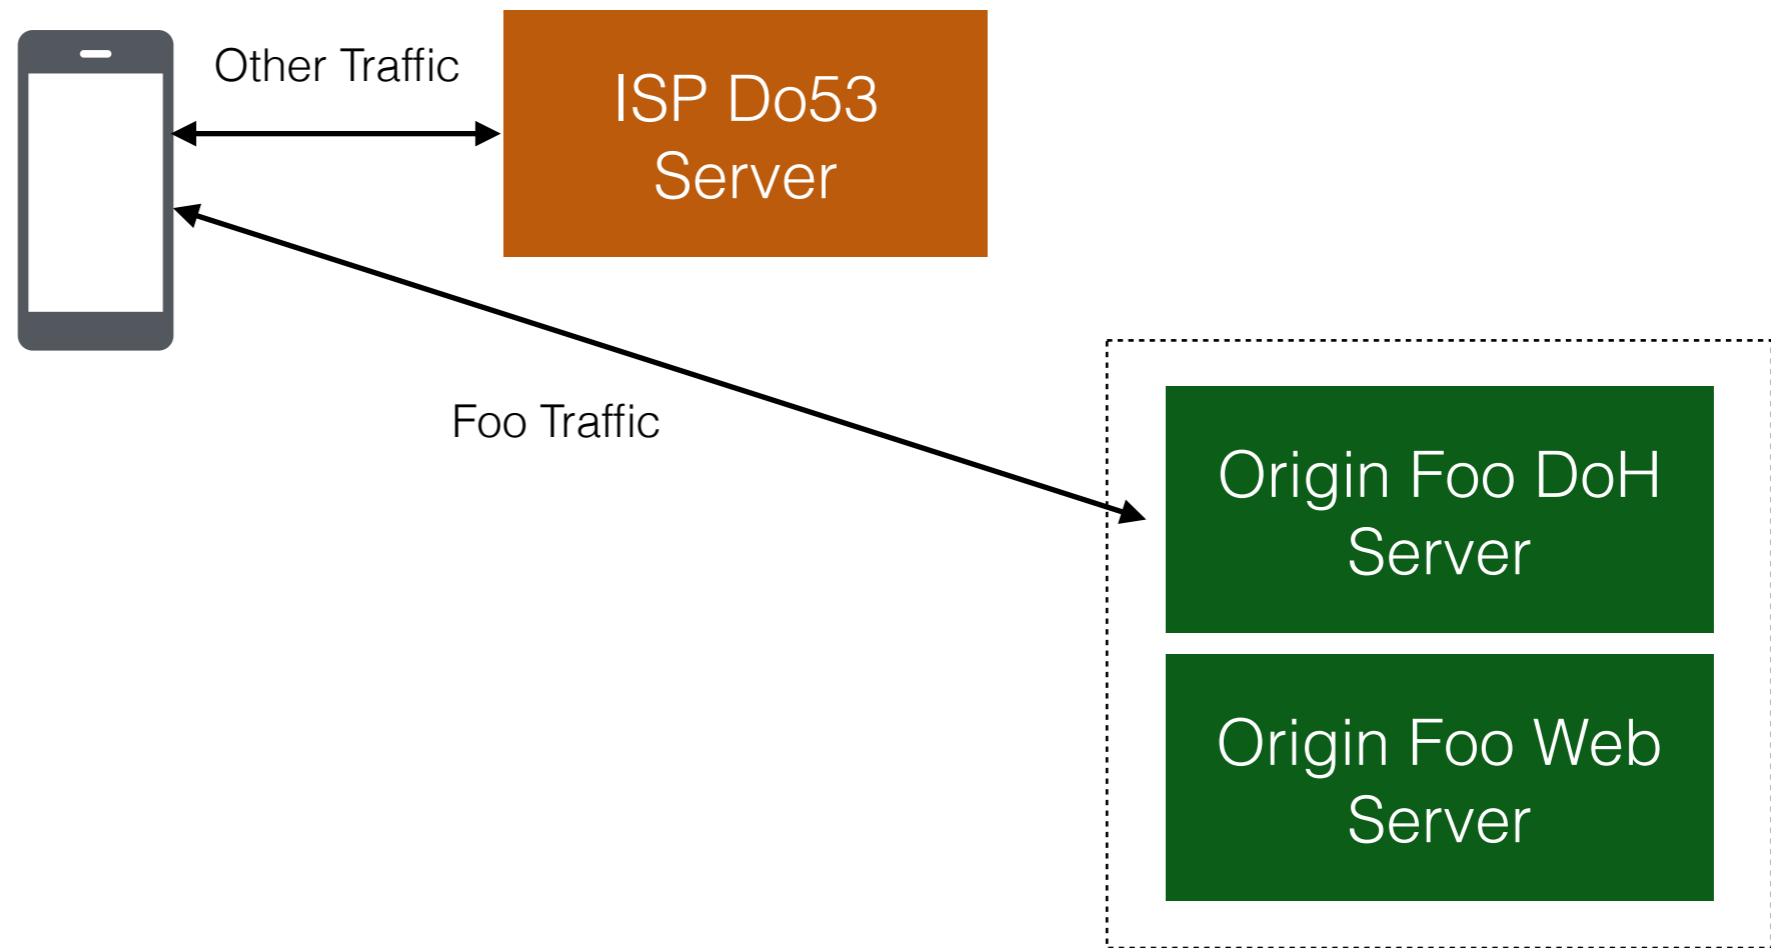 Other Traffic
ISP Do53
Server
Foo Traffic
Origin Foo DoH
Server
Origin Foo Web
Server